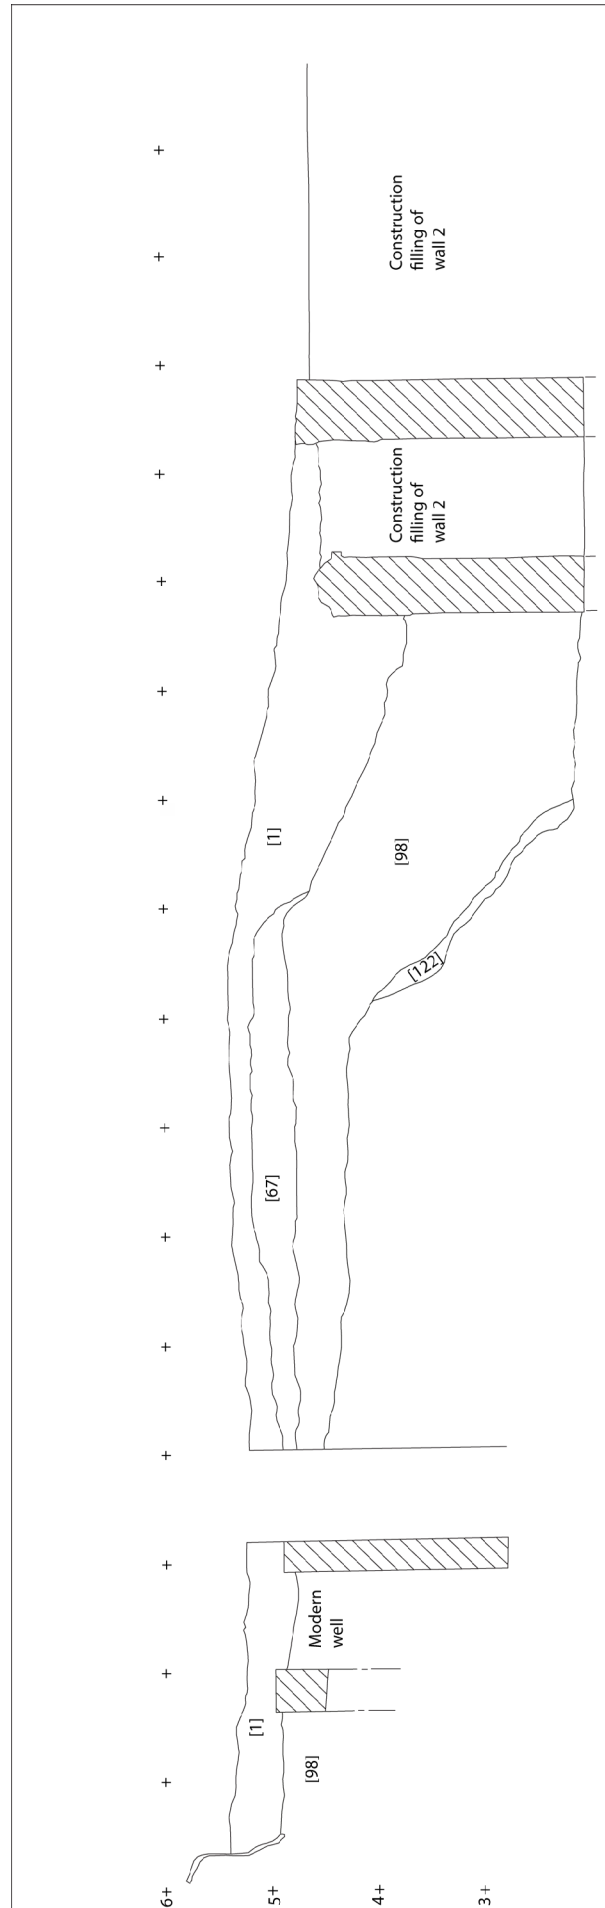 6+
5+
4+
3+
[1]
[98]
Modern
well
[67]
[122]
[1]
[98]
Construction
filling of
wall 2
Construction
filling of
wall 2